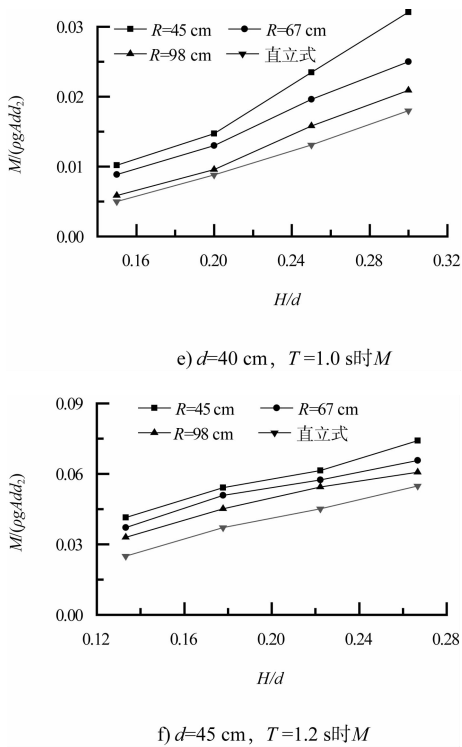 0.03
R=45 cm R=67 cm
R=98 cm 直立式
0.02
M/(ρgAdd₂)
0.01
0.00
0.16 0.20 0.24 0.28 0.32
H/d
e) d=40 cm，T=1.0 s时M
0.09
R=45 cm R=67 cm
R=98 cm 直立式
0.06
M/(ρgAdd₂)
0.03
0.00
0.12 0.16 0.20 0.24 0.28
H/d
f) d=45 cm，T=1.2 s时M